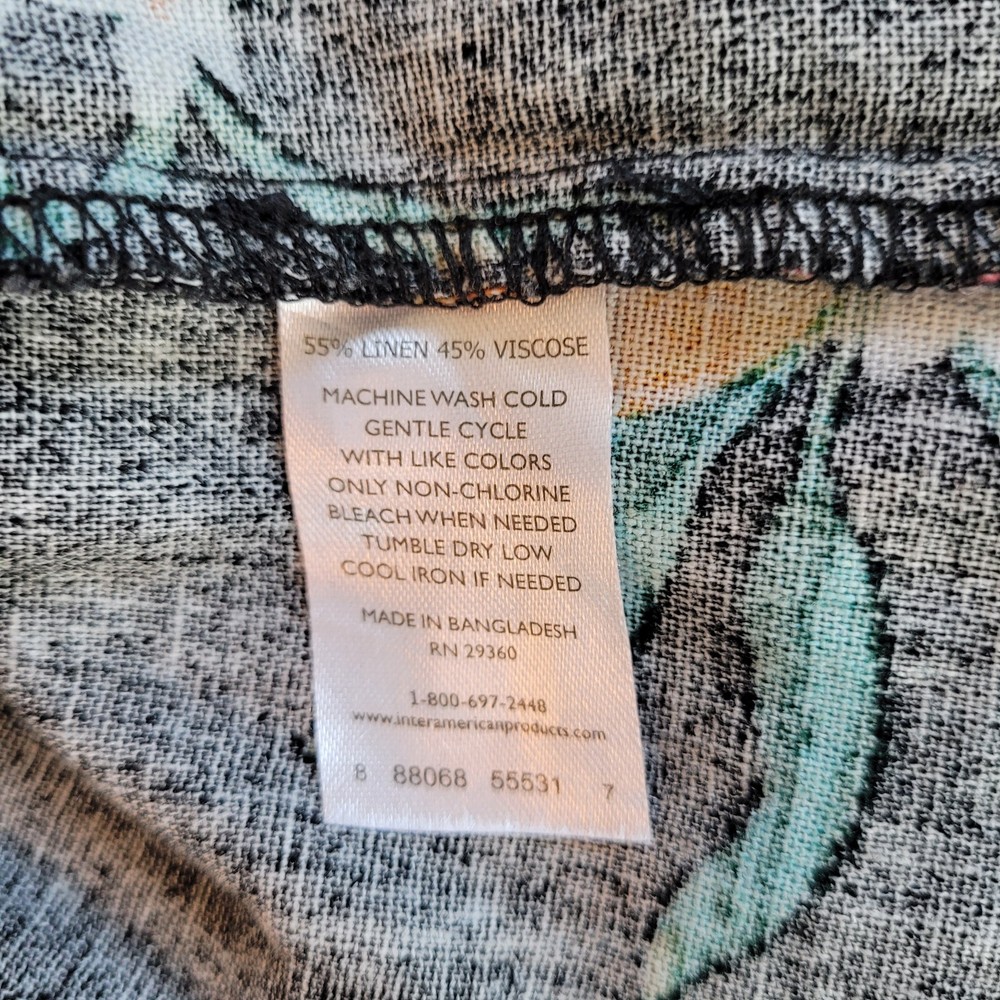 55% LINEN 45% VISCOSE
MACHINE WASH COLD
GENTLE CYCLE
WITH LIKE COLORS
ONLY NON-CHLORINE
BLEACH WHEN NEEDED
TUMBLE DRY LOW
COOL IRON IF NEEDED
MADE IN BANGLADESH
RN 29360
1-800-697-2448
www.interamericanproducts.com
8 88068 55531 7